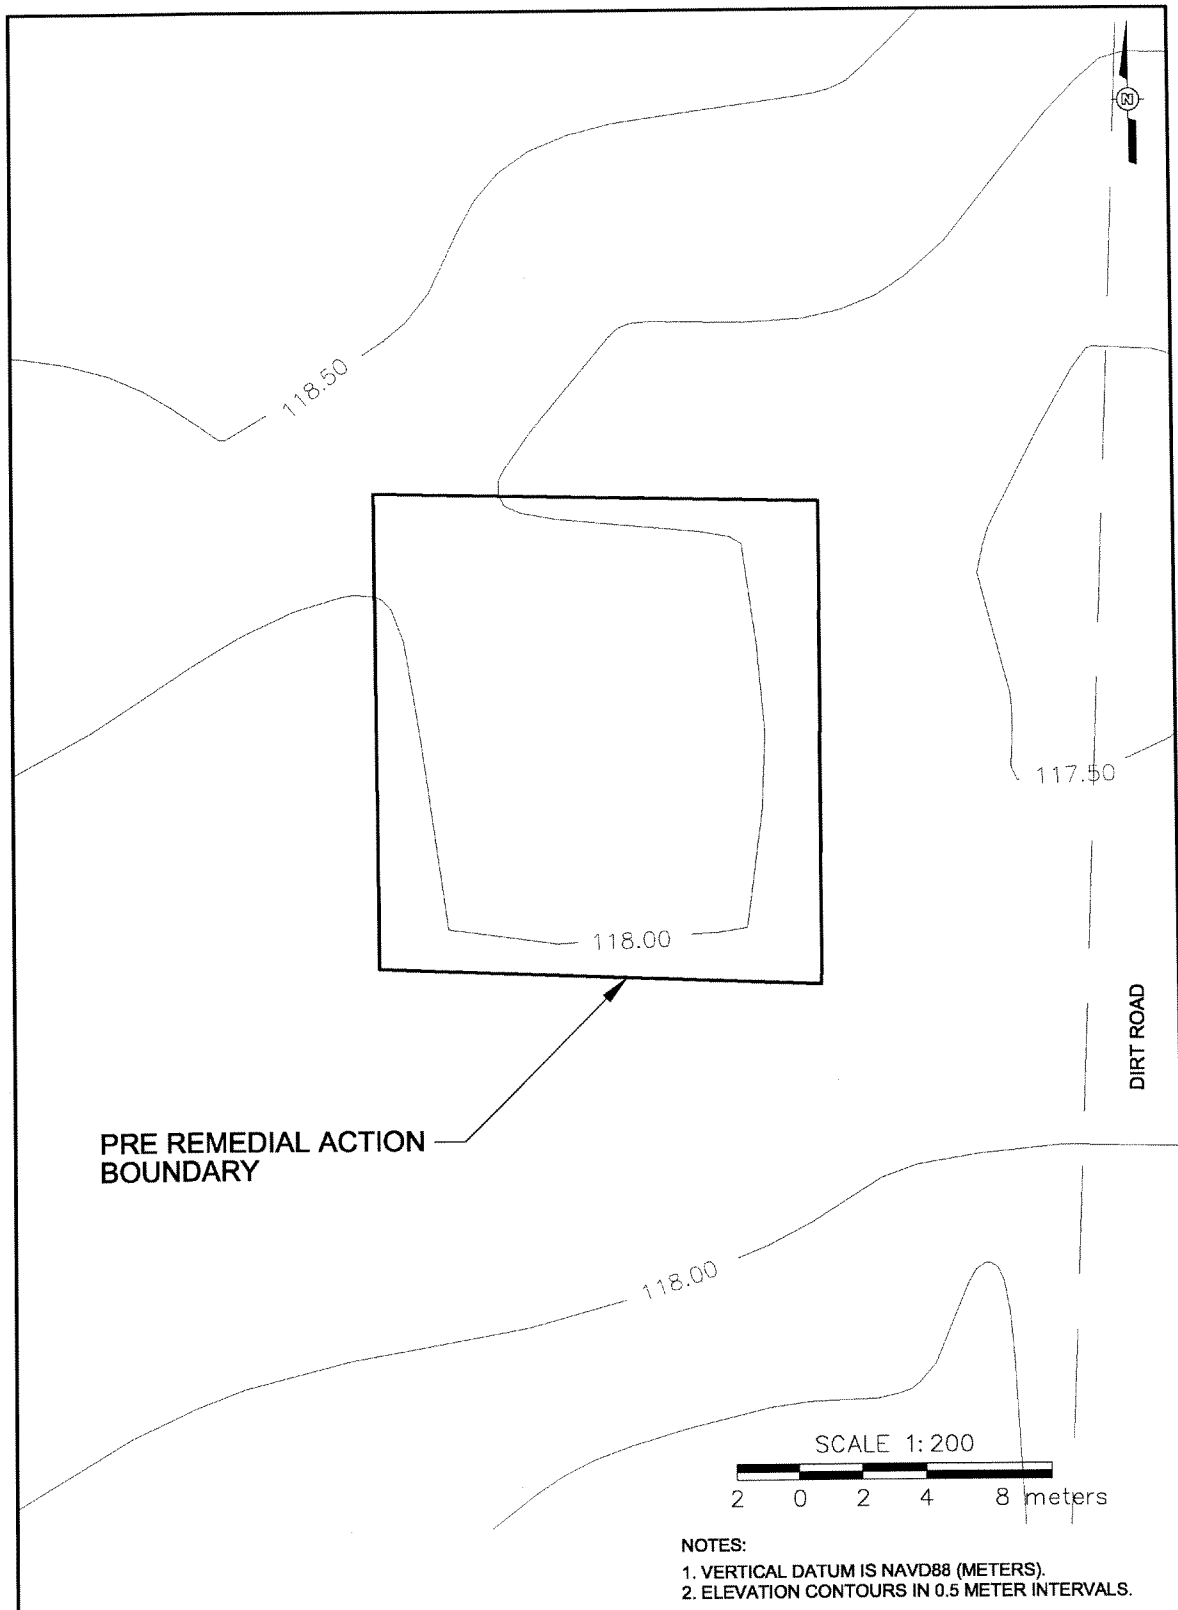 N
118.50
117.50
118.00
DIRT ROAD
PRE REMEDIAL ACTION
BOUNDARY
118.00
SCALE 1:200
2 0 2 4 8 meters
NOTES:
1. VERTICAL DATUM IS NAVD88 (METERS).
2. ELEVATION CONTOURS IN 0.5 METER INTERVALS.